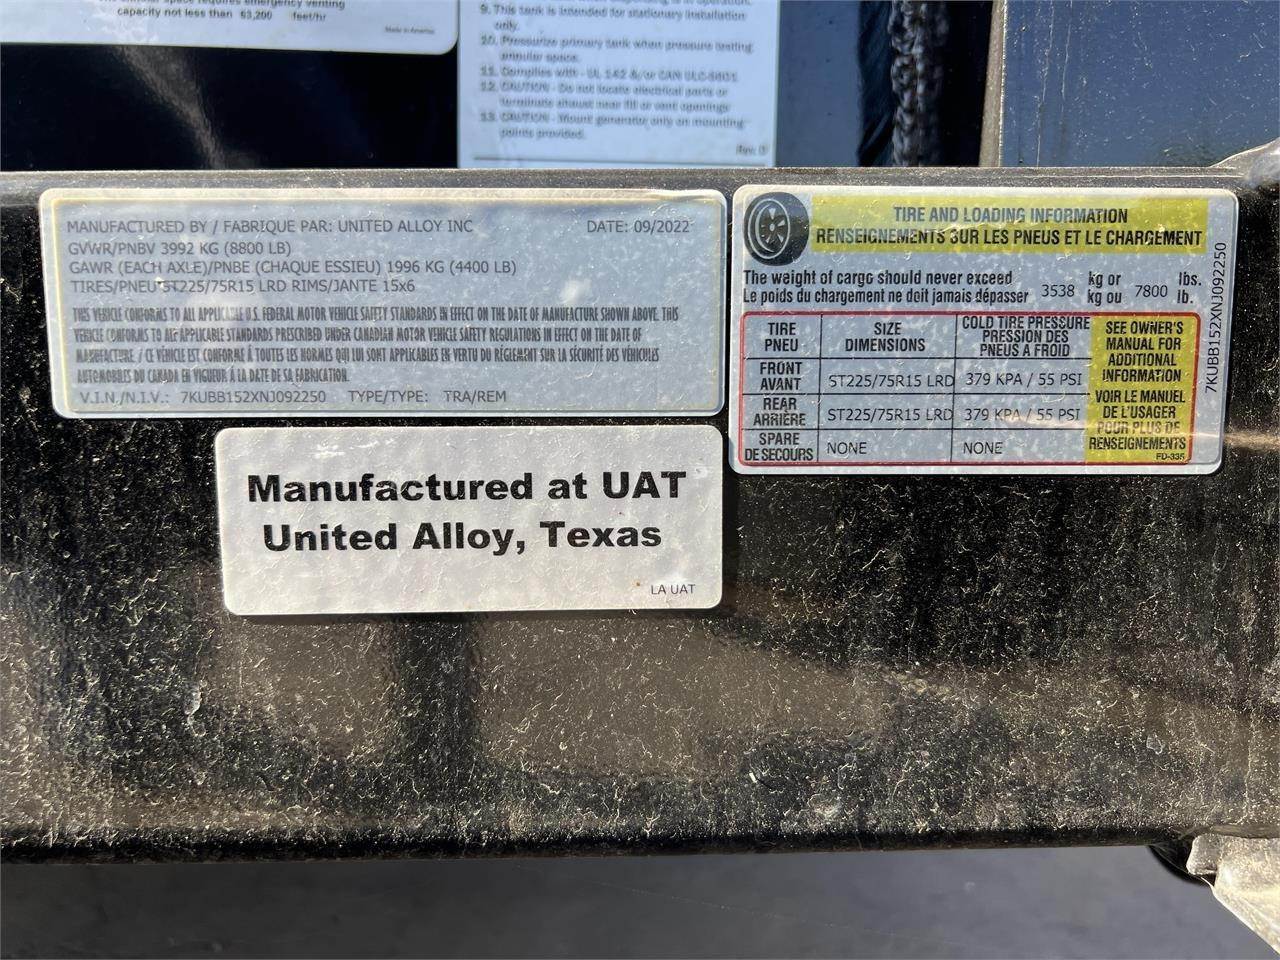 capacity not less than 63,200 feet/hr
Made in America
9. This tank is intended for stationary installation
only.
10. Pressurize primary tank when pressure testing
annular space.
11. Complies with - UL 142 &/or CAN ULC-S601
12. CAUTION - Do not locate electrical parts or
terminate exhaust near fill or vent openings
13. CAUTION - Mount generator only on mounting
points provided.
Rev. D
MANUFACTURED BY / FABRIQUE PAR: UNITED ALLOY INC DATE: 09/2022
GVWR/PNBV 3992 KG (8800 LB)
GAWR (EACH AXLE)/PNBE (CHAQUE ESSIEU) 1996 KG (4400 LB)
TIRES/PNEU ST225/75R15 LRD RIMS/JANTE 15x6
THIS VEHICLE CONFORMS TO ALL APPLICABLE U.S. FEDERAL MOTOR VEHICLE SAFETY STANDARDS IN EFFECT ON THE DATE OF MANUFACTURE SHOWN ABOVE. THIS
VEHICLE CONFORMS TO ALL APPLICABLE STANDARDS PRESCRIBED UNDER CANADIAN MOTOR VEHICLE SAFETY REGULATIONS IN EFFECT ON THE DATE OF
MANUFACTURE / CE VÉHICLE EST CONFORME Á TOUTES LES NORMES QUI LUI SONT APPLICABLES EN VERTU DU RÉGLEMENT SUR LA SÉCURITÉ DES VÉHICULES
AUTOMOBILES DU CANADA EN VIGUEUR Á LA DATE DE SA FABRICATION.
V.I.N./N.I.V.: 7KUBB152XNJ092250 TYPE/TYPE: TRA/REM
Manufactured at UAT
United Alloy, Texas
LA UAT
TIRE AND LOADING INFORMATION
RENSEIGNEMENTS SUR LES PNEUS ET LE CHARGEMENT
The weight of cargo should never exceed 3538 kg or 7800 lbs.
Le poids du chargement ne doit jamais dépasser kg ou lb.
TIRE PNEU SIZE DIMENSIONS COLD TIRE PRESSURE PRESSION DES PNEUS A FROID
FRONT AVANT ST225/75R15 LRD 379 KPA / 55 PSI
REAR ARRIÈRE ST225/75R15 LRD 379 KPA / 55 PSI
SPARE DE SECOURS NONE NONE
SEE OWNER'S
MANUAL FOR
ADDITIONAL
INFORMATION
VOIR LE MANUEL
DE L'USAGER
POUR PLUS DE
RENSEIGNEMENTS
FD-335
7KUBB152XNJ092250